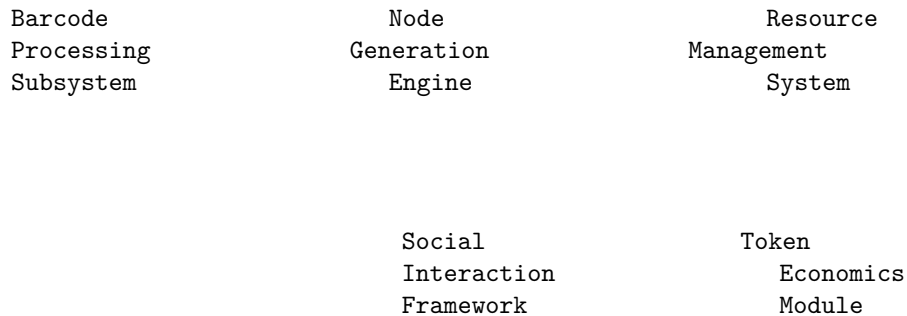 Barcode Node Resource
Processing Generation Management
Subsystem Engine System
Social Token
Interaction Economics
Framework Module